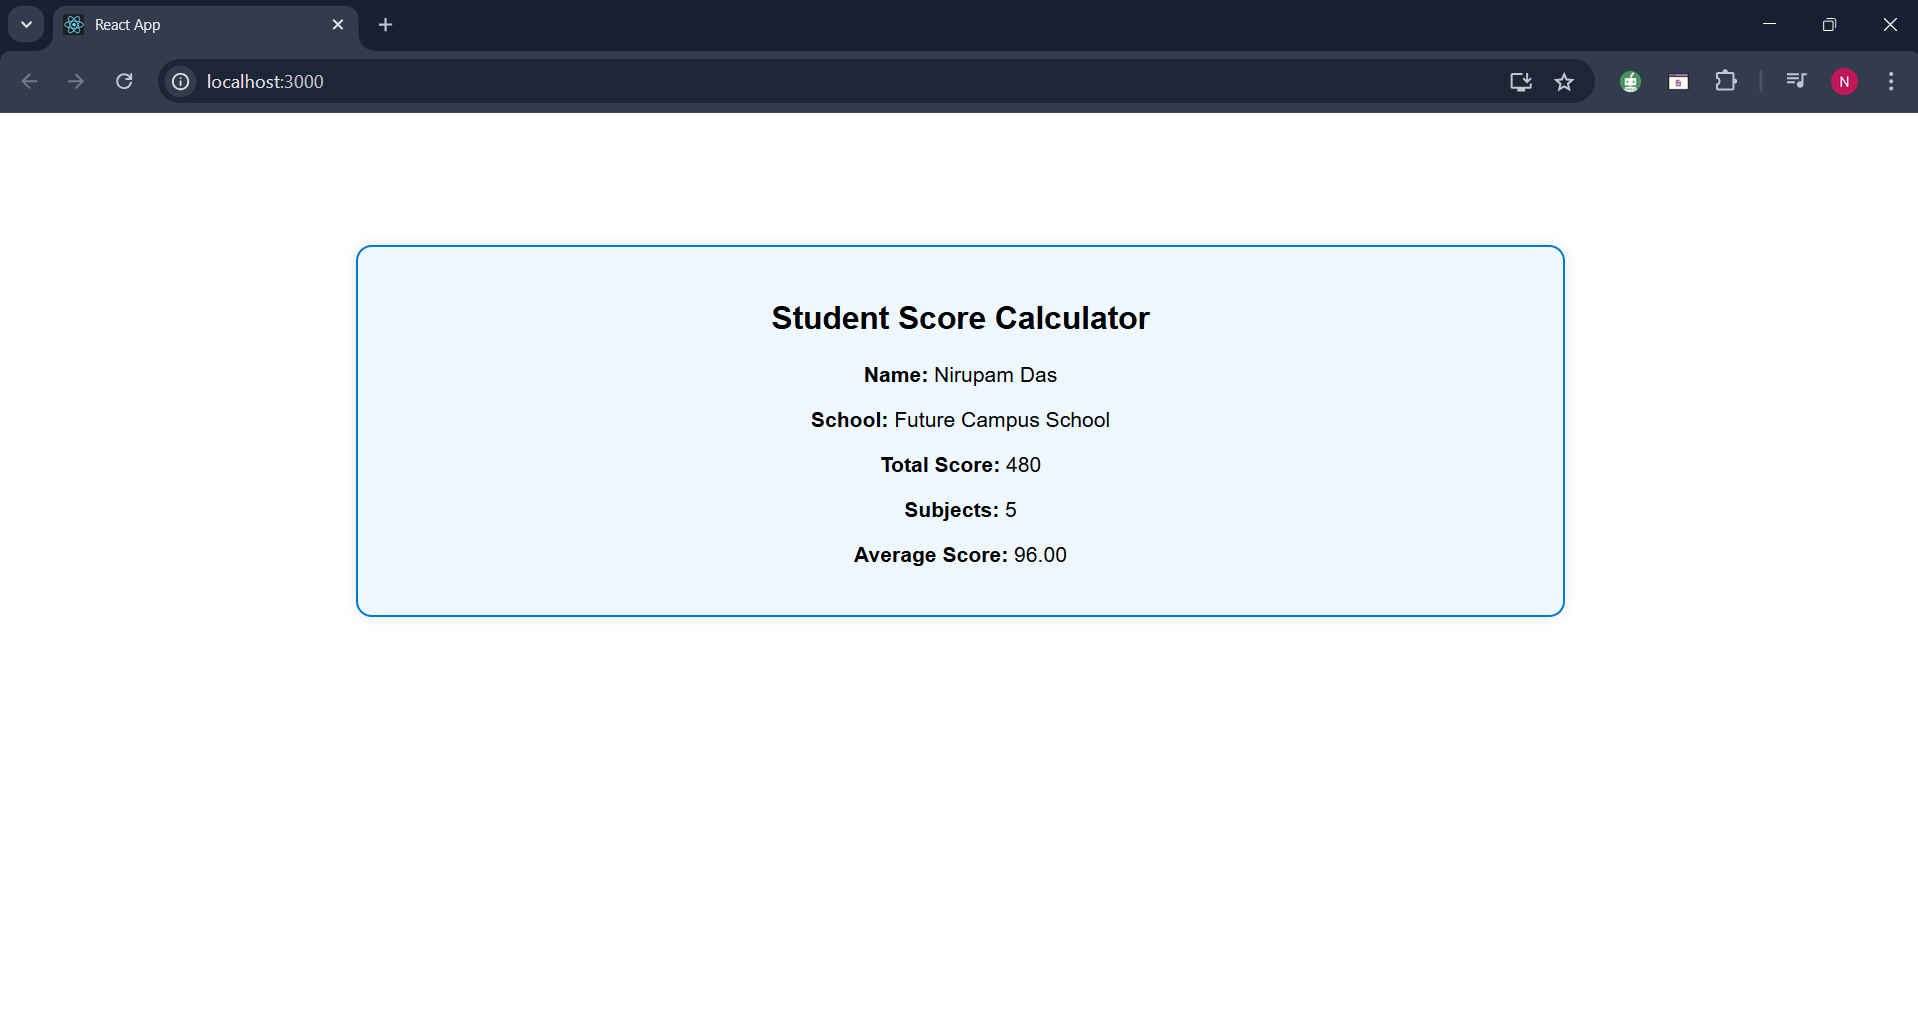 React App
localhost:3000
N
Student Score Calculator
Name: Nirupam Das
School: Future Campus School
Total Score: 480
Subjects: 5
Average Score: 96.00